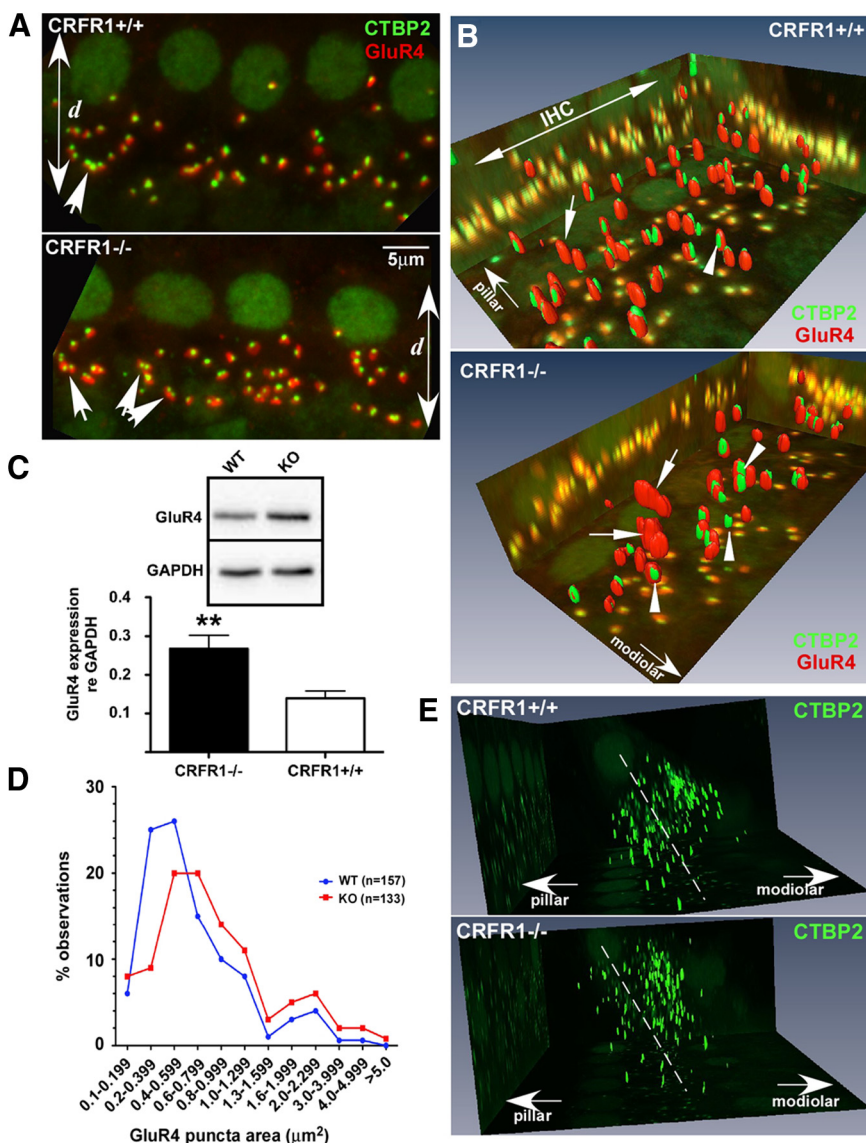 A
CRFR1+/+
CTBP2
GluR4
d
CRFR1-/-
5μm
d
B
CRFR1+/+
IHC
pillar
CTBP2
GluR4
CRFR1-/-
modiolar
CTBP2
GluR4
C
WT KO
GluR4
GAPDH
GluR4 expression
re GAPDH
0.4
0.3
0.2
0.1
**
CRFR1-/- CRFR1+/+
D
% observations
30
20
10
0
WT (n=157)
KO (n=133)
0.1-0.199
0.2-0.399
0.4-0.599
0.6-0.799
0.8-0.999
1.0-1.299
1.3-1.599
1.6-1.999
2.0-2.299
3.0-3.999
4.0-4.999
>5.0
GluR4 puncta area (μm²)
E
CRFR1+/+ CTBP2
pillar
modiolar
CRFR1-/- CTBP2
pillar
modiolar